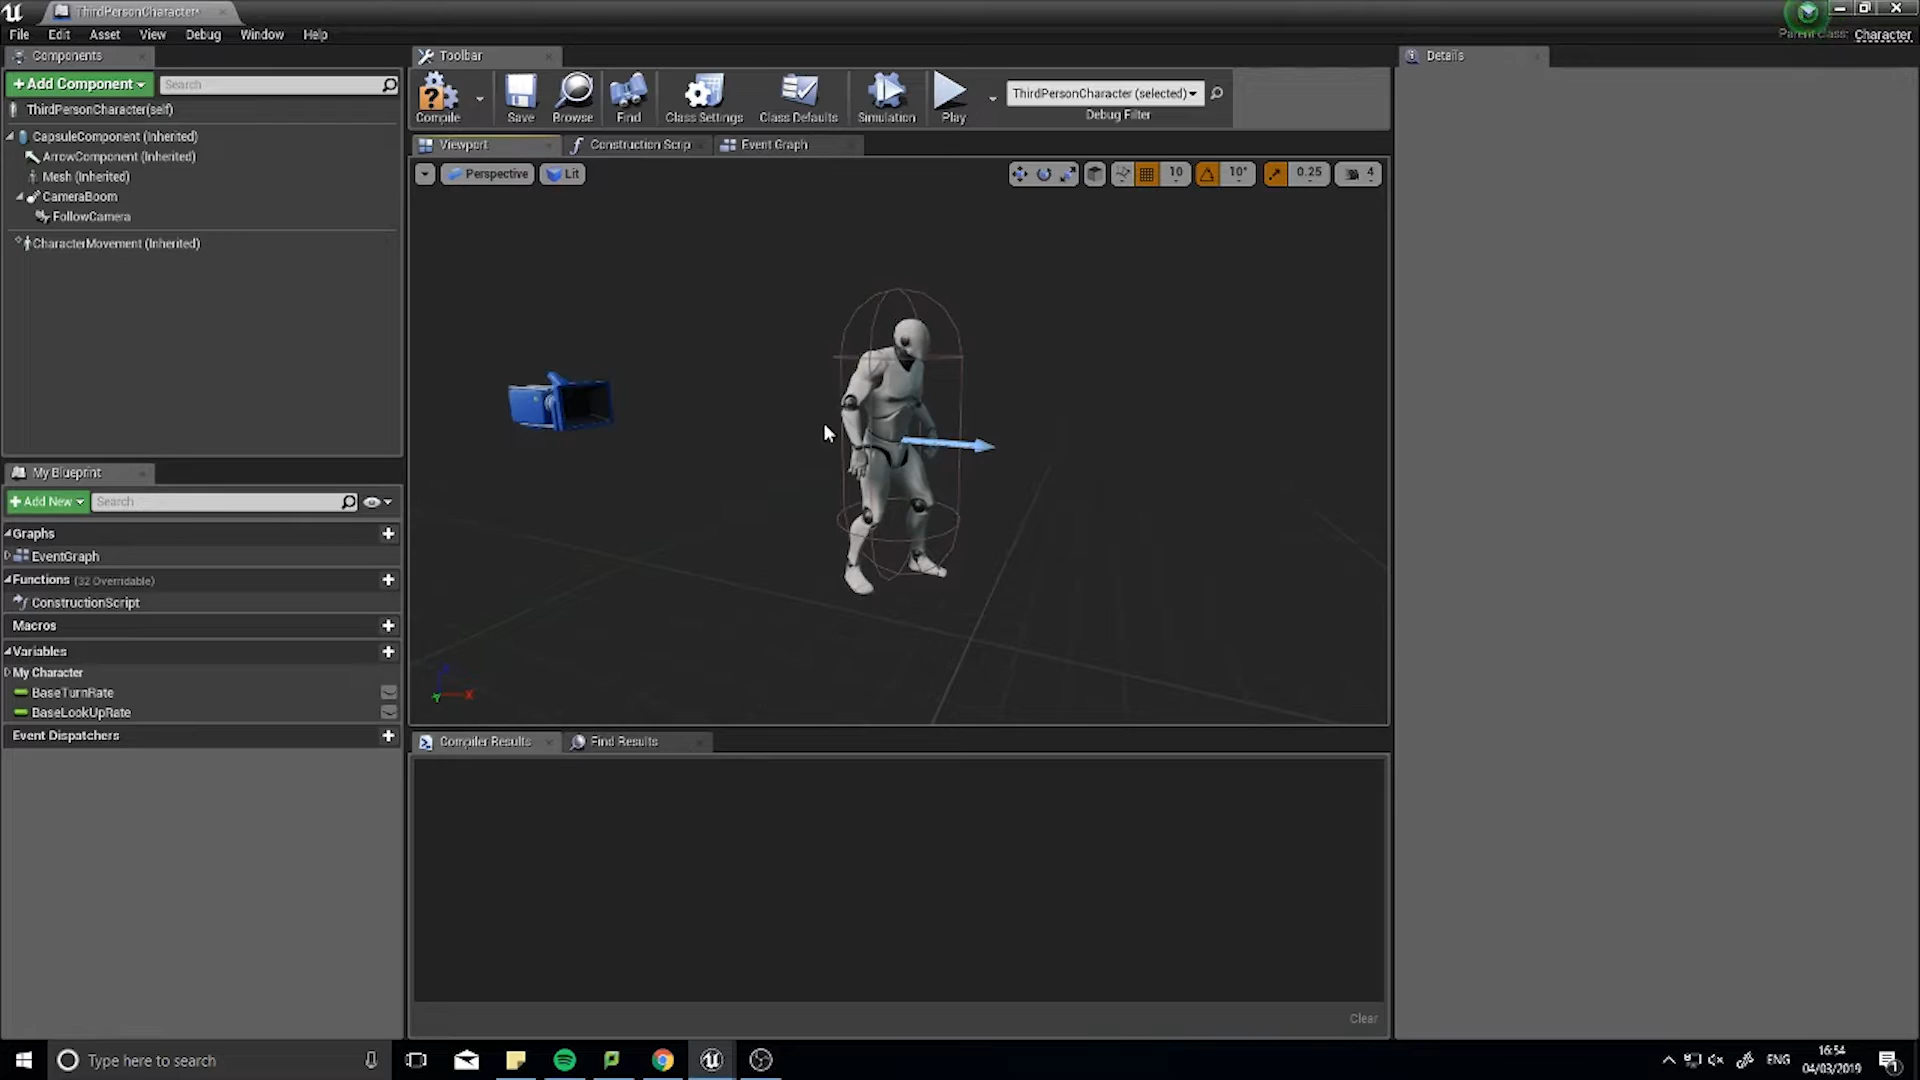 ThirdPersonCharacter*
File Edit Asset View Debug Window Help
Parent class: Character
Components
Toolbar
Details
+Add Component
Search
ThirdPersonCharacter(self)
CapsuleComponent (Inherited)
ArrowComponent (Inherited)
Mesh (Inherited)
CameraBoom
FollowCamera
CharacterMovement (Inherited)
Compile
Save
Browse
Find
Class Settings
Class Defaults
Simulation
Play
ThirdPersonCharacter (selected)
Debug Filter
Viewport
Construction Scrip
Event Graph
Perspective
Lit
10
10°
0.25
4
X
My Blueprint
+Add New
Search
Graphs
EventGraph
Functions (32 Overridable)
ConstructionScript
Macros
Variables
My Character
BaseTurnRate
BaseLookUpRate
Event Dispatchers
Compiler Results
Find Results
Clear
Type here to search
ENG
16:54
04/03/2019